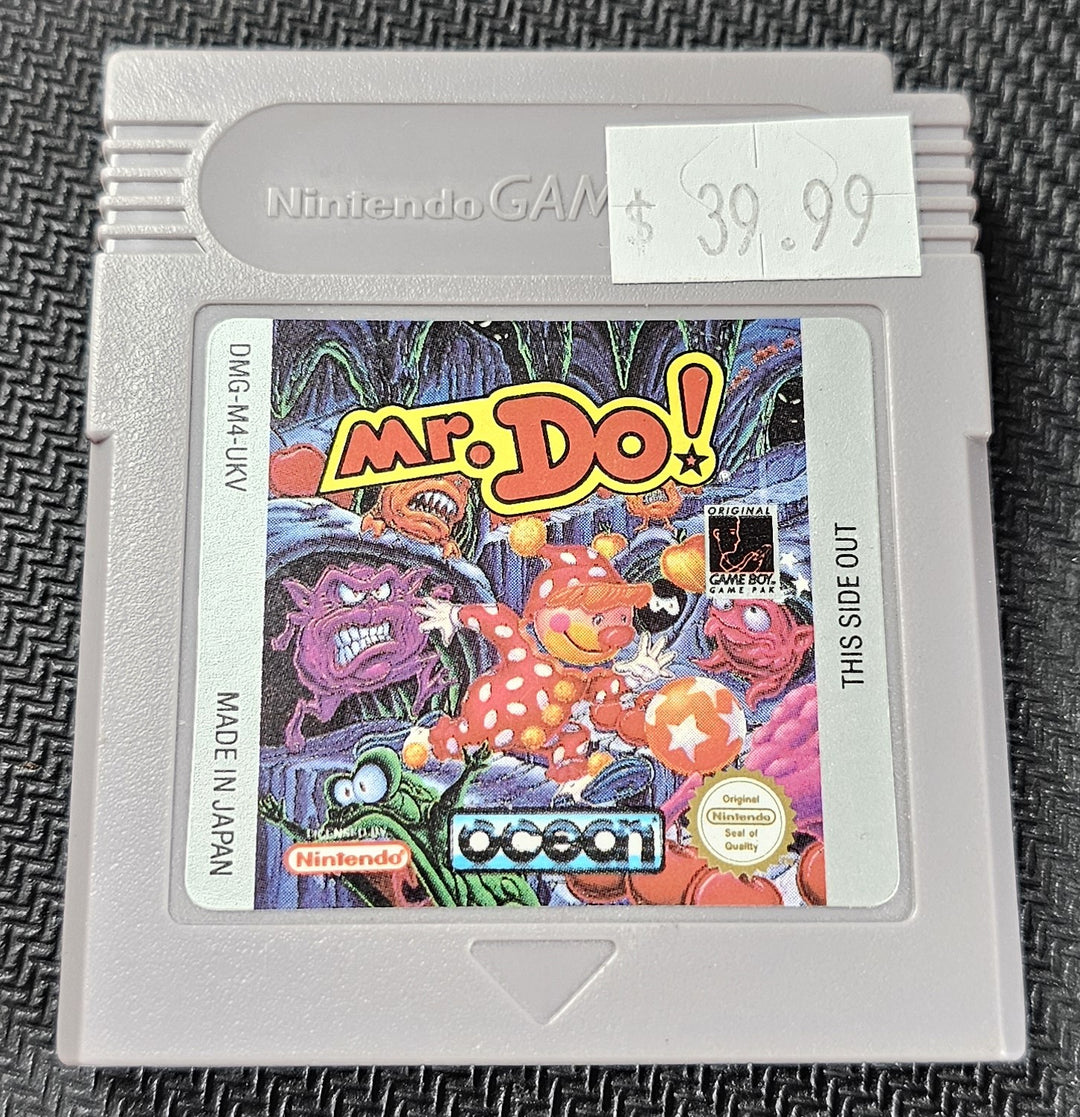 Nintendo GAM
$ 39.99
DMG-M4-UKV
MADE IN JAPAN
Mr. Do!
ORIGINAL
GAME BOY
GAME PAK
THIS SIDE OUT
LICENSED BY
Nintendo
ocean
Original
Nintendo
Seal of
Quality